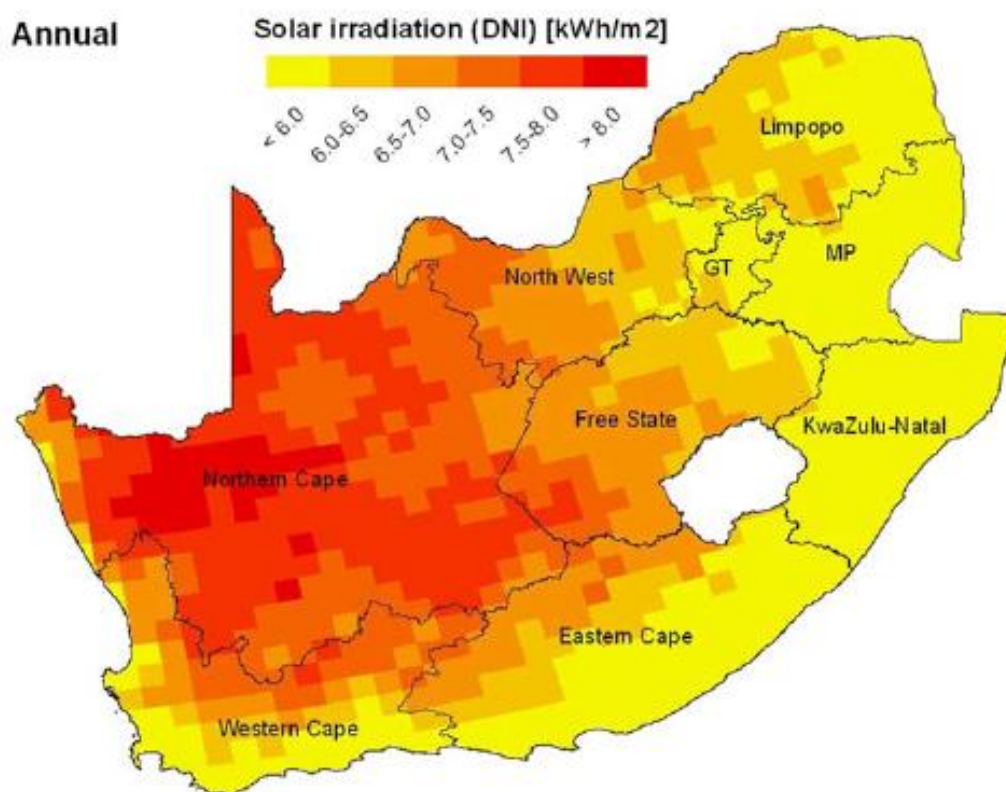 Annual
Solar irradiation (DNI) [kWh/m2]
< 6.0
6.0-6.5
6.5-7.0
7.0-7.5
7.5-8.0
> 8.0
Limpopo
North West
GT
MP
Free State
KwaZulu-Natal
Northern Cape
Eastern Cape
Western Cape